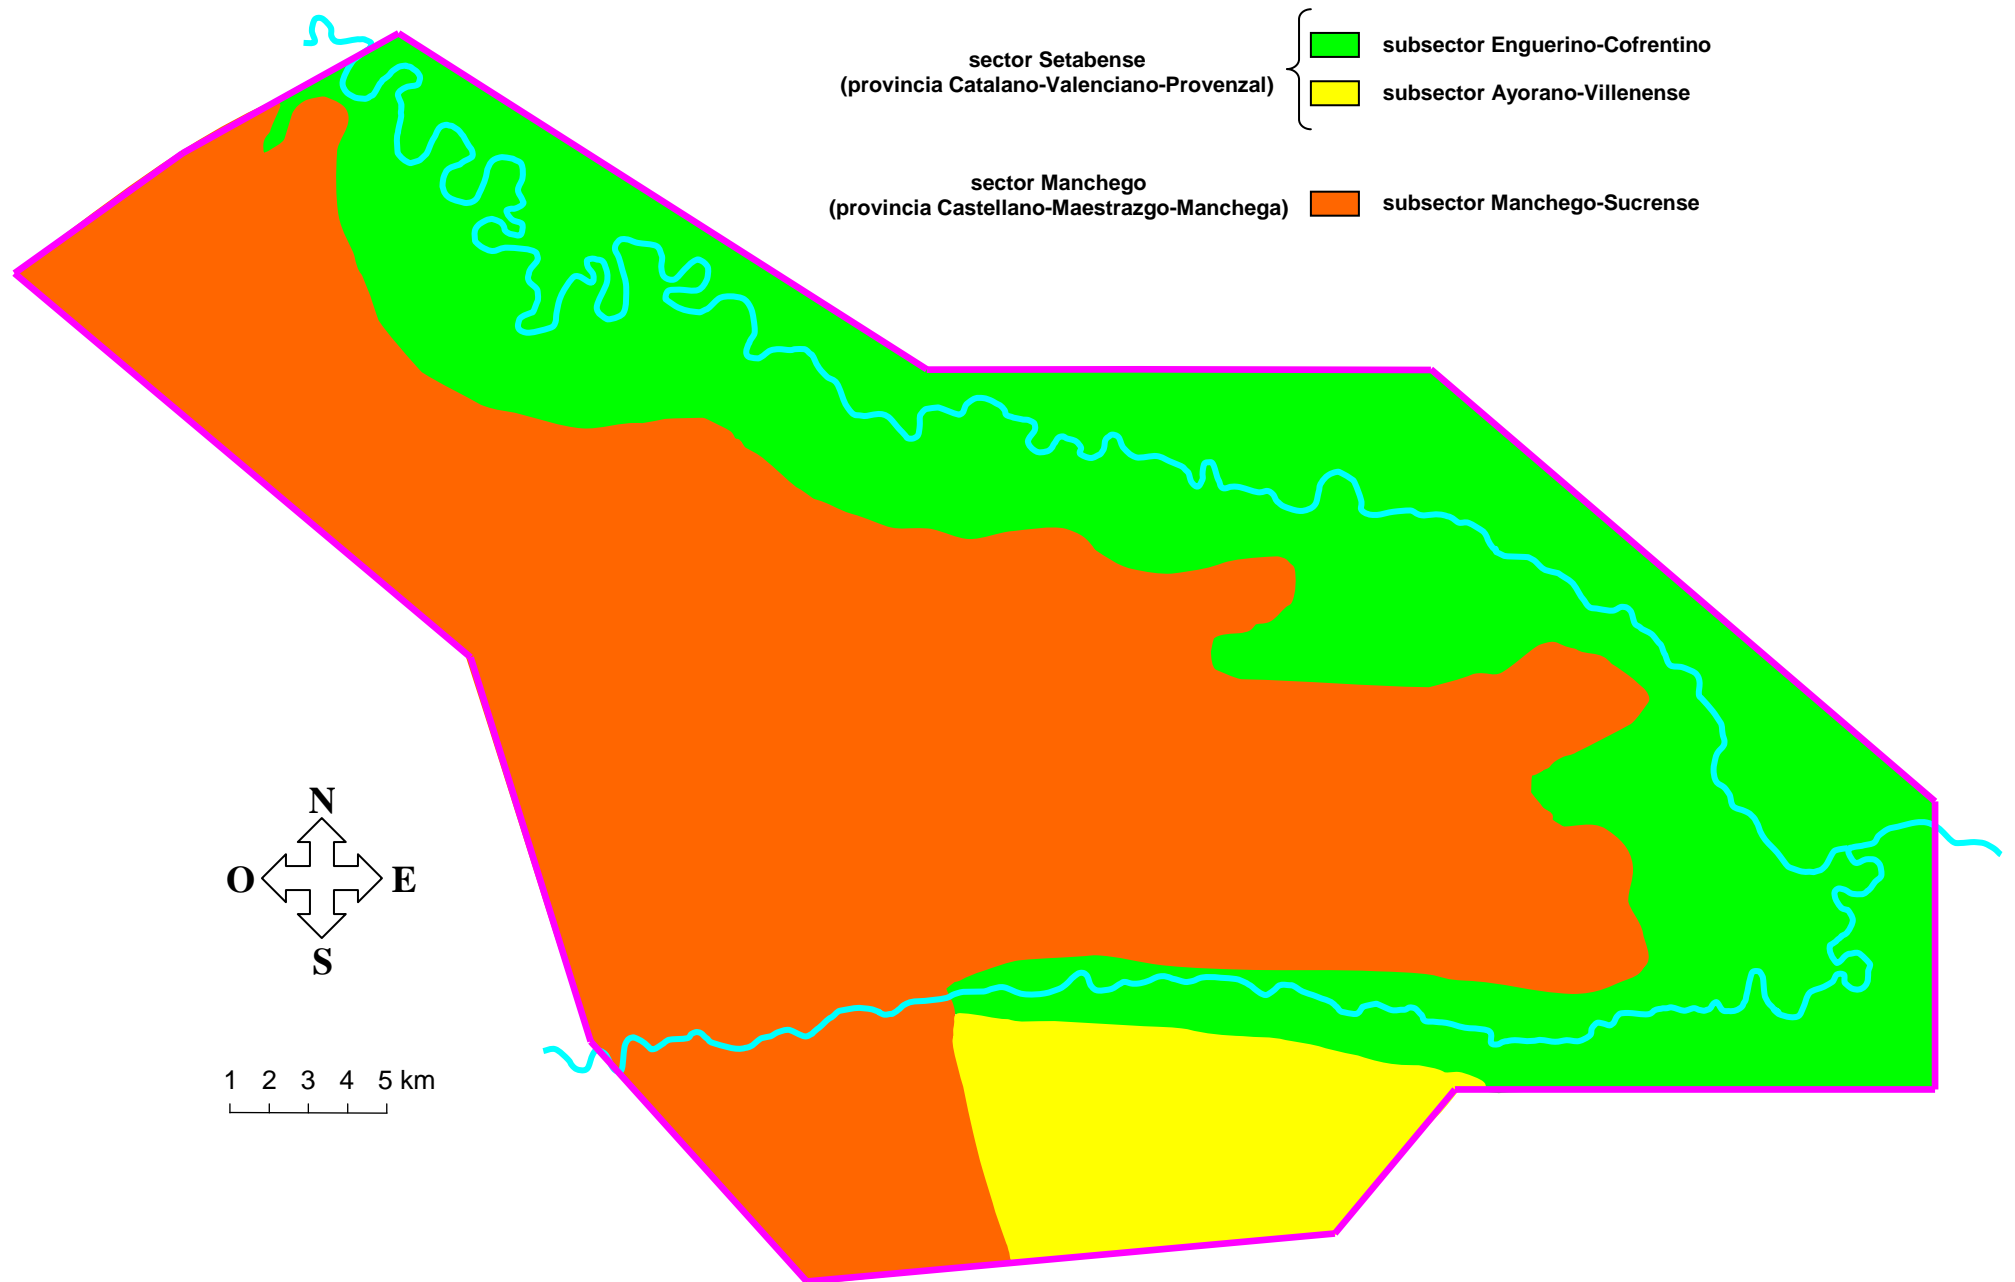 sector Setabense
(provincia Catalano-Valenciano-Provenzal)
subsector Enguerino-Cofrentino
subsector Ayorano-Villenense
sector Manchego
(provincia Castellano-Maestrazgo-Manchega)
subsector Manchego-Sucrense
N
O E
S
1 2 3 4 5 km